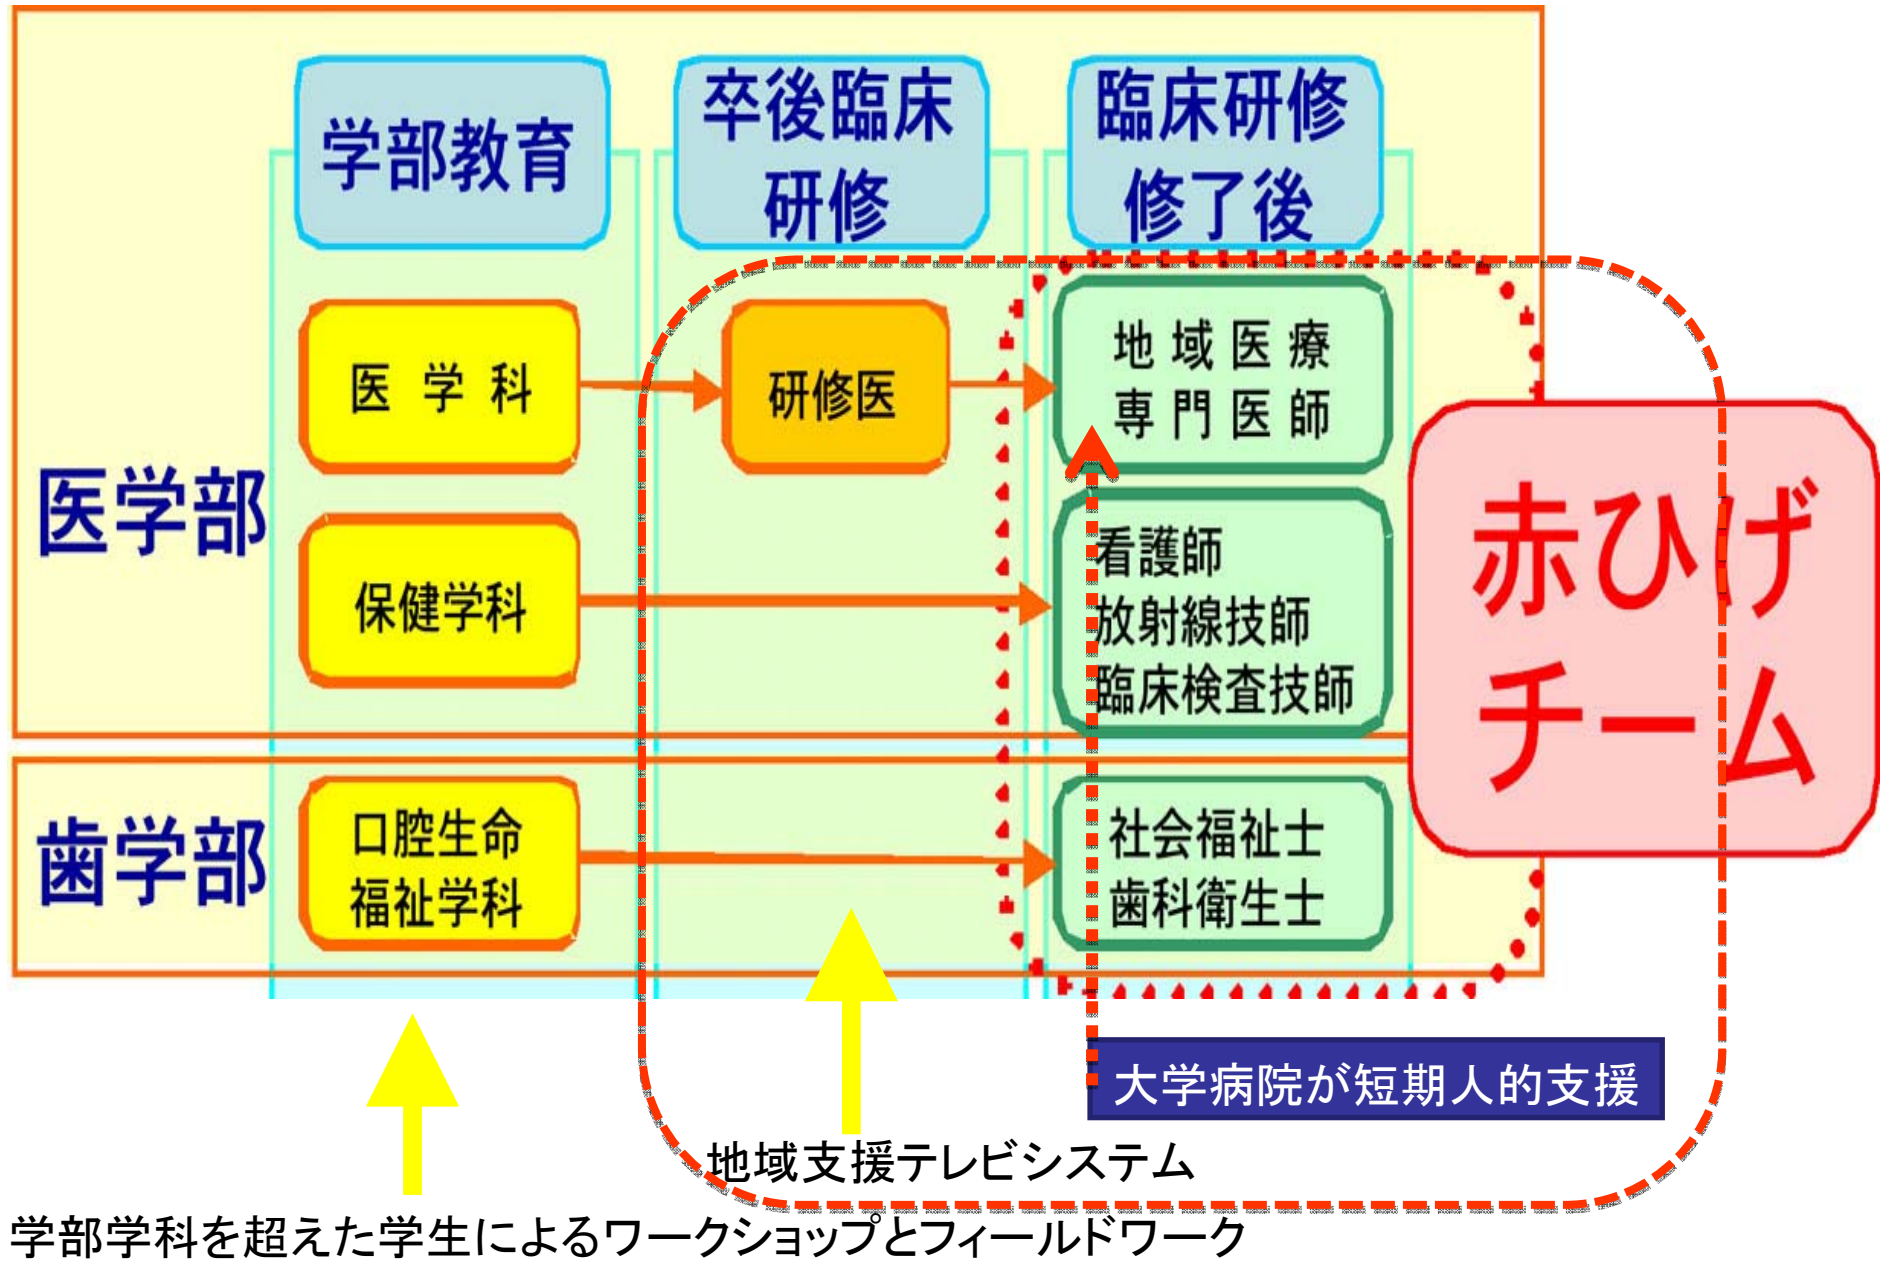 学部教育
卒後臨床
研修
臨床研修
修了後
医学部
医 学 科
研修医
地 域 医 療
専 門 医 師
保健学科
看護師
放射線技師
臨床検査技師
赤ひげ
チーム
歯学部
口腔生命
福祉学科
社会福祉士
歯科衛生士
大学病院が短期人的支援
地域支援テレビシステム
学部学科を超えた学生によるワークショップとフィールドワーク